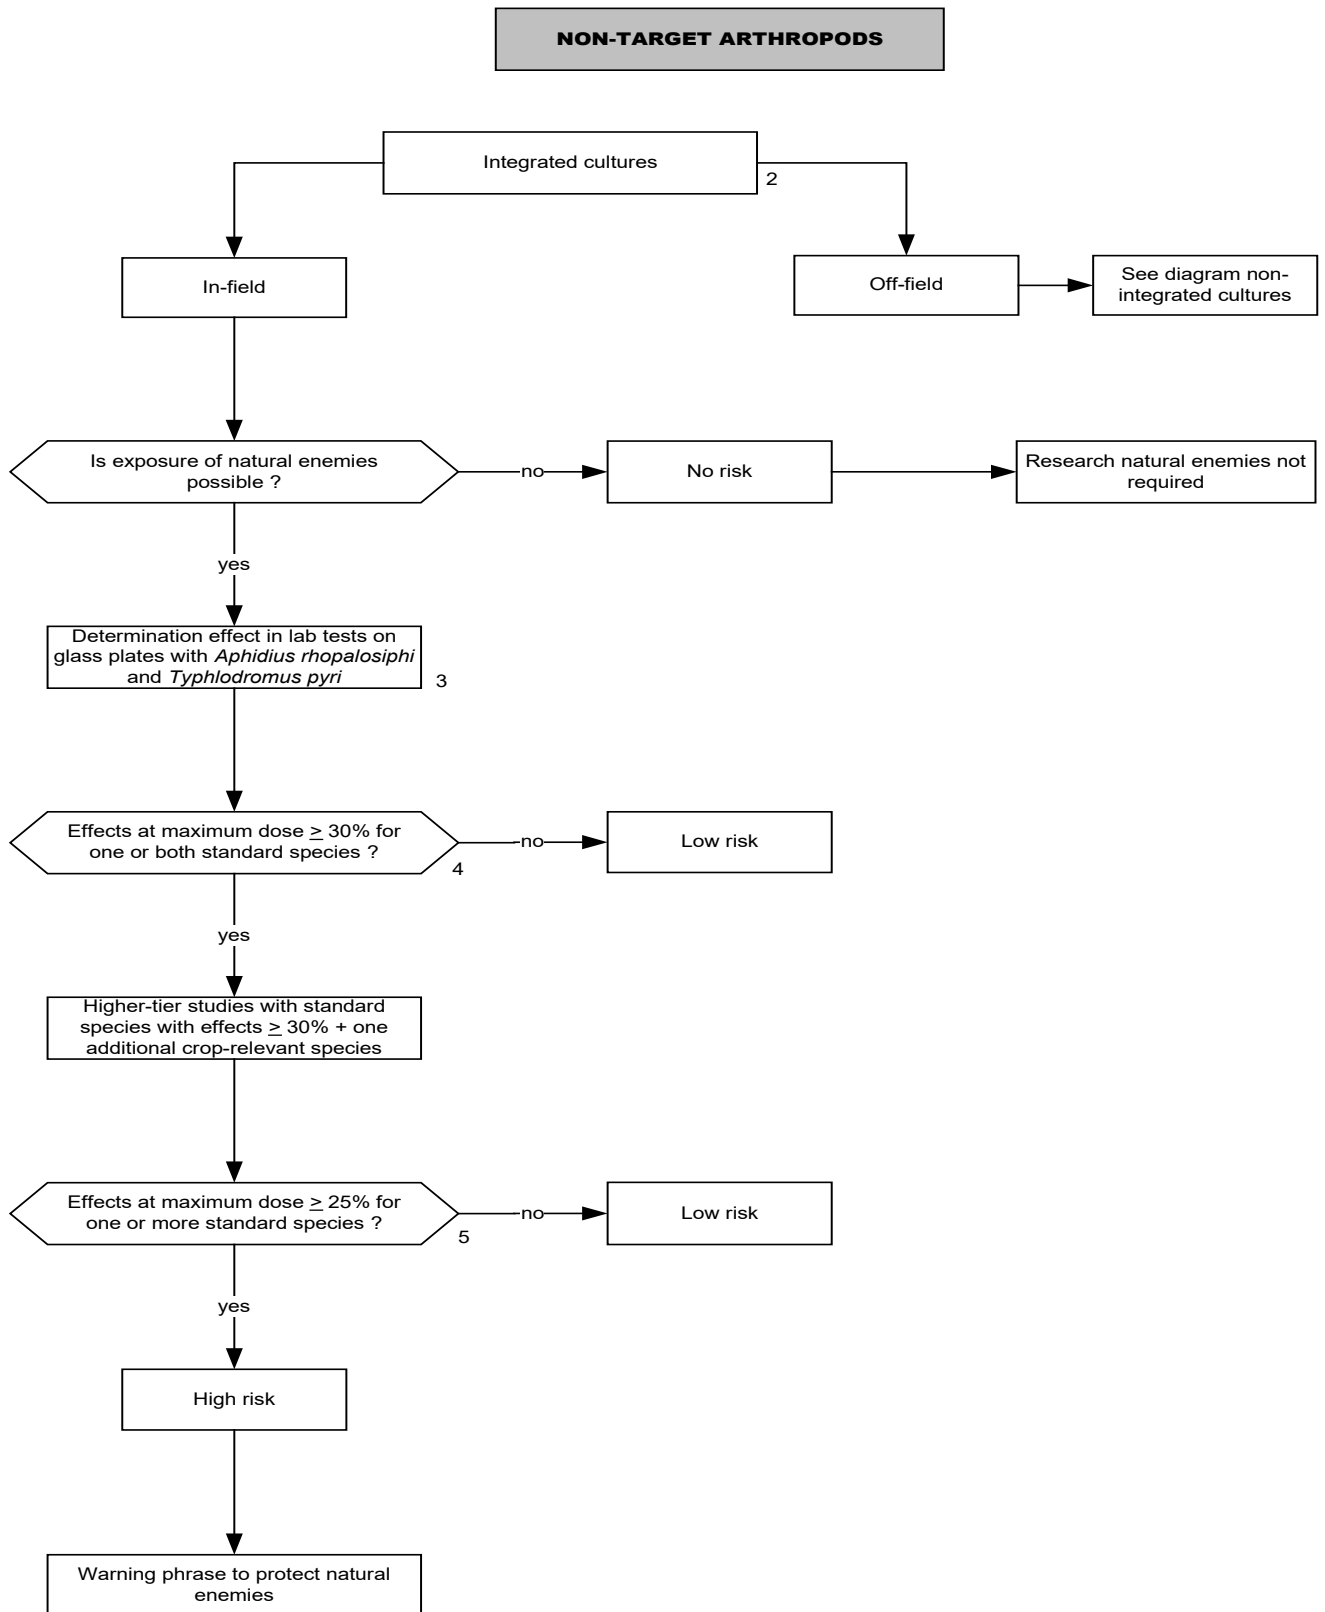 NON-TARGET ARTHROPODS
Integrated cultures
2
In-field
Off-field
See diagram non-
integrated cultures
Is exposure of natural enemies
possible ?
no
No risk
Research natural enemies not
required
yes
Determination effect in lab tests on
glass plates with Aphidius rhopalosiphi
and Typhlodromus pyri
3
Effects at maximum dose ≥ 30% for
one or both standard species ?
4
no
Low risk
yes
Higher-tier studies with standard
species with effects ≥ 30% + one
additional crop-relevant species
Effects at maximum dose ≥ 25% for
one or more standard species ?
5
no
Low risk
yes
High risk
Warning phrase to protect natural
enemies